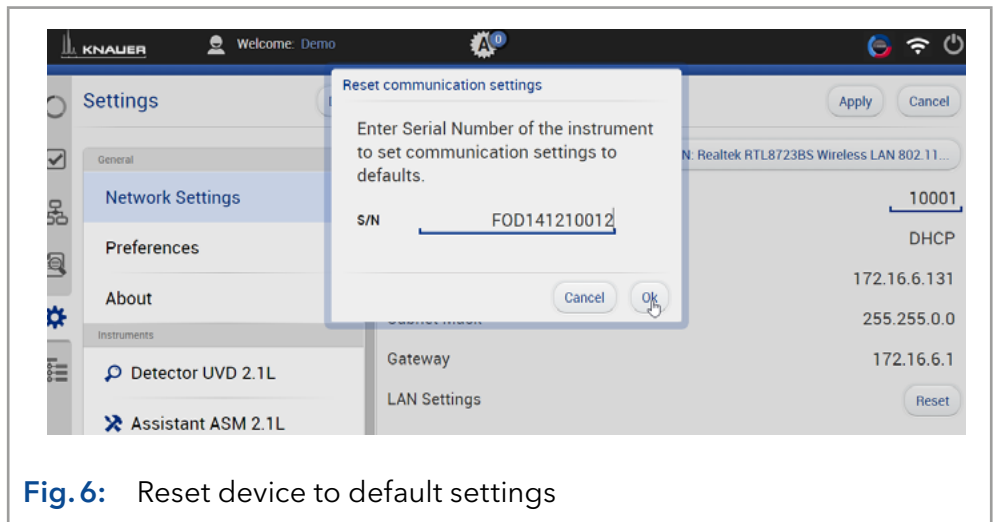 KNAUER
Welcome: Demo
A 0
Settings
Apply
Cancel
Reset communication settings
Enter Serial Number of the instrument
to set communication settings to
defaults.
S/N FOD141210012
Cancel
Ok
General
N: Realtek RTL8723BS Wireless LAN 802.11...
Network Settings
10001
Preferences
DHCP
About
172.16.6.131
255.255.0.0
Instruments
Gateway 172.16.6.1
Detector UVD 2.1L
LAN Settings
Reset
Assistant ASM 2.1L
Fig. 6: Reset device to default settings